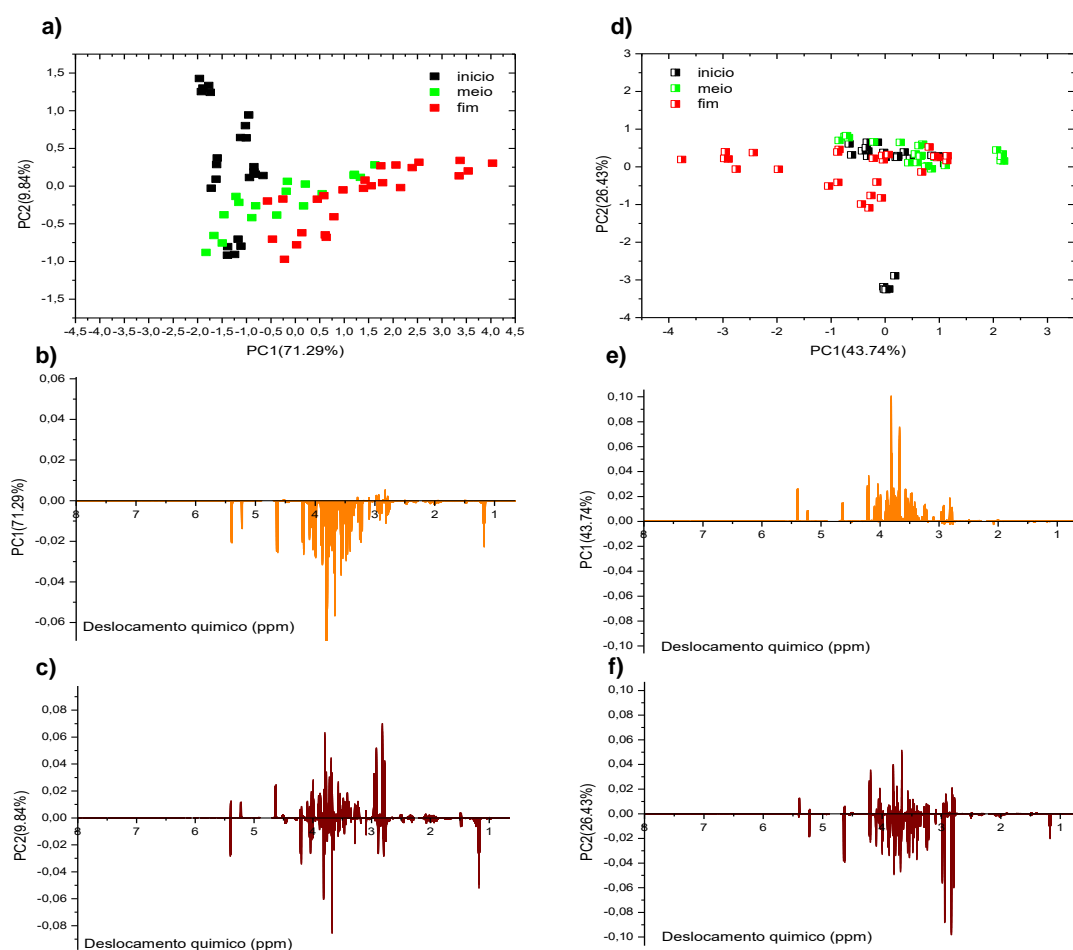 a)
1,5
1,0
0,5
0,0
-0,5
-1,0
-1,5
PC2(9.84%)
inicio
meio
fim
-4,5-4,0-3,5-3,0-2,5-2,0-1,5-1,0-0,5 0,0 0,5 1,0 1,5 2,0 2,5 3,0 3,5 4,0 4,5
PC1(71.29%)
d)
3
2
1
0
-1
-2
-3
-4
PC2(26.43%)
inicio
meio
fim
-4 -3 -2 -1 0 1 2 3
PC1(43.74%)
b)
0,06
0,04
0,02
0,00
-0,02
-0,04
-0,06
PC1(71.29%)
8 7 6 5 4 3 2 1
Deslocamento quimico (ppm)
e)
0,10
0,08
0,06
0,04
0,02
0,00
-0,02
-0,04
-0,06
-0,08
-0,10
PC1(43.74%)
8 7 6 5 4 3 2 1
Deslocamento quimico (ppm)
c)
0,08
0,06
0,04
0,02
0,00
-0,02
-0,04
-0,06
-0,08
PC2(9.84%)
8 7 6 5 4 3 2 1
Deslocamento quimico (ppm)
f)
0,10
0,08
0,06
0,04
0,02
0,00
-0,02
-0,04
-0,06
-0,08
-0,10
PC2(26.43%)
8 7 6 5 4 3 2 1
Deslocamento quimico (ppm)